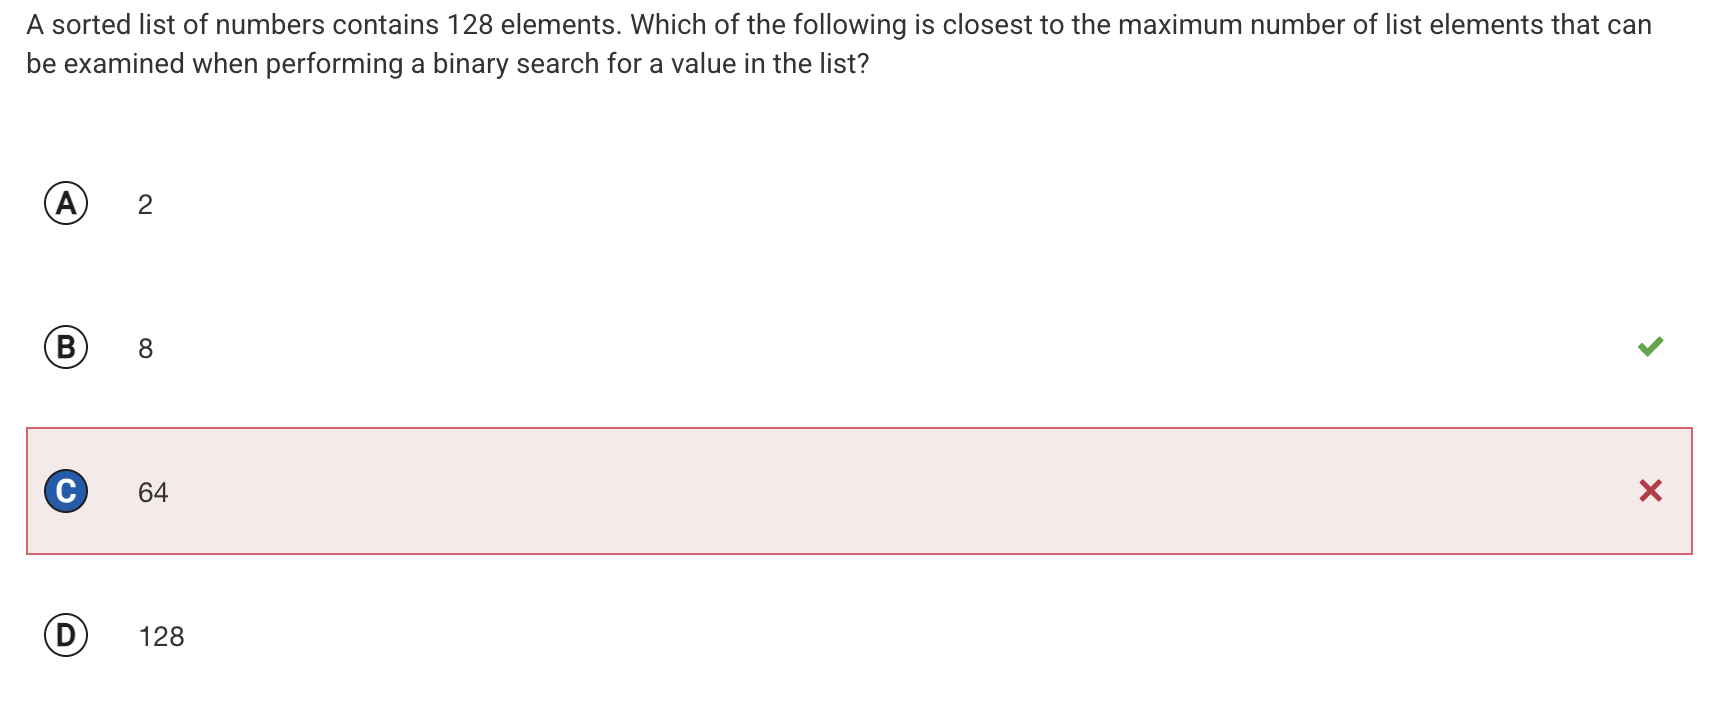 A sorted list of numbers contains 128 elements. Which of the following is closest to the maximum number of list elements that can
be examined when performing a binary search for a value in the list?
A 2
B 8
C 64
D 128